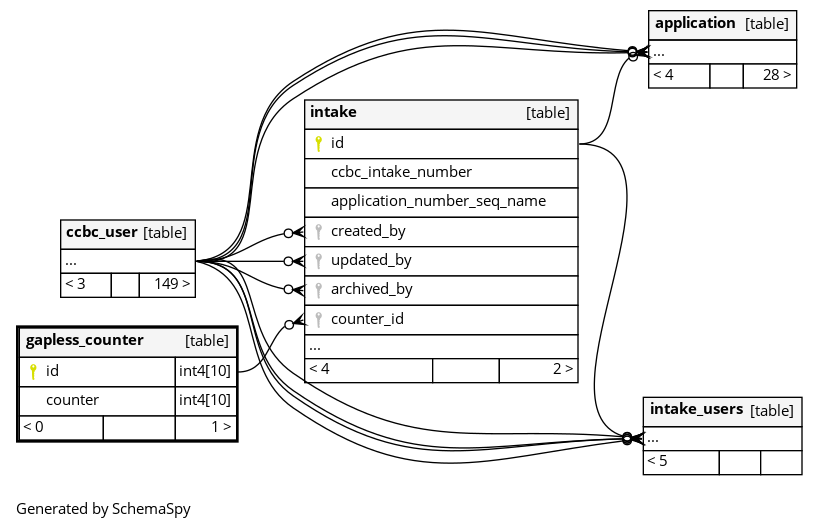 application [table]
...
< 4 28 >
intake [table]
id
ccbc_intake_number
application_number_seq_name
created_by
updated_by
archived_by
counter_id
...
< 4 2 >
ccbc_user [table]
...
< 3 149 >
gapless_counter [table]
id int4[10]
counter int4[10]
< 0 1 >
intake_users [table]
...
< 5
Generated by SchemaSpy